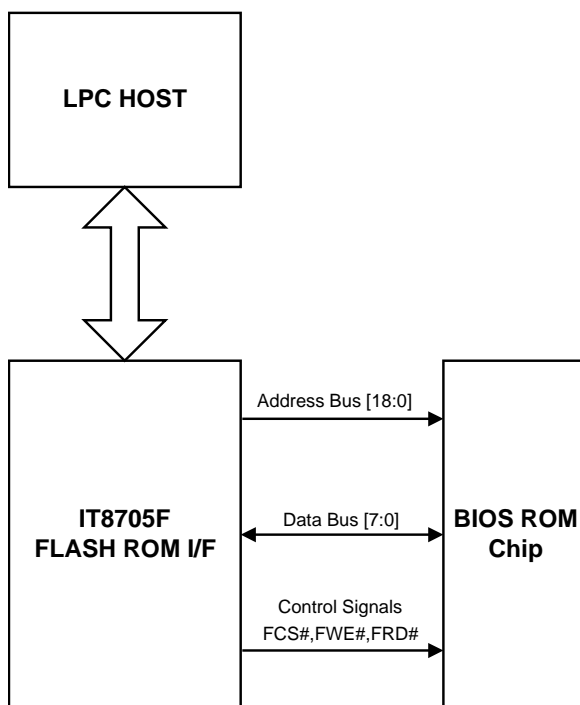 LPC HOST
Address Bus [18:0]
IT8705F
FLASH ROM I/F
Data Bus [7:0]
BIOS ROM
Chip
Control Signals
FCS#,FWE#,FRD#